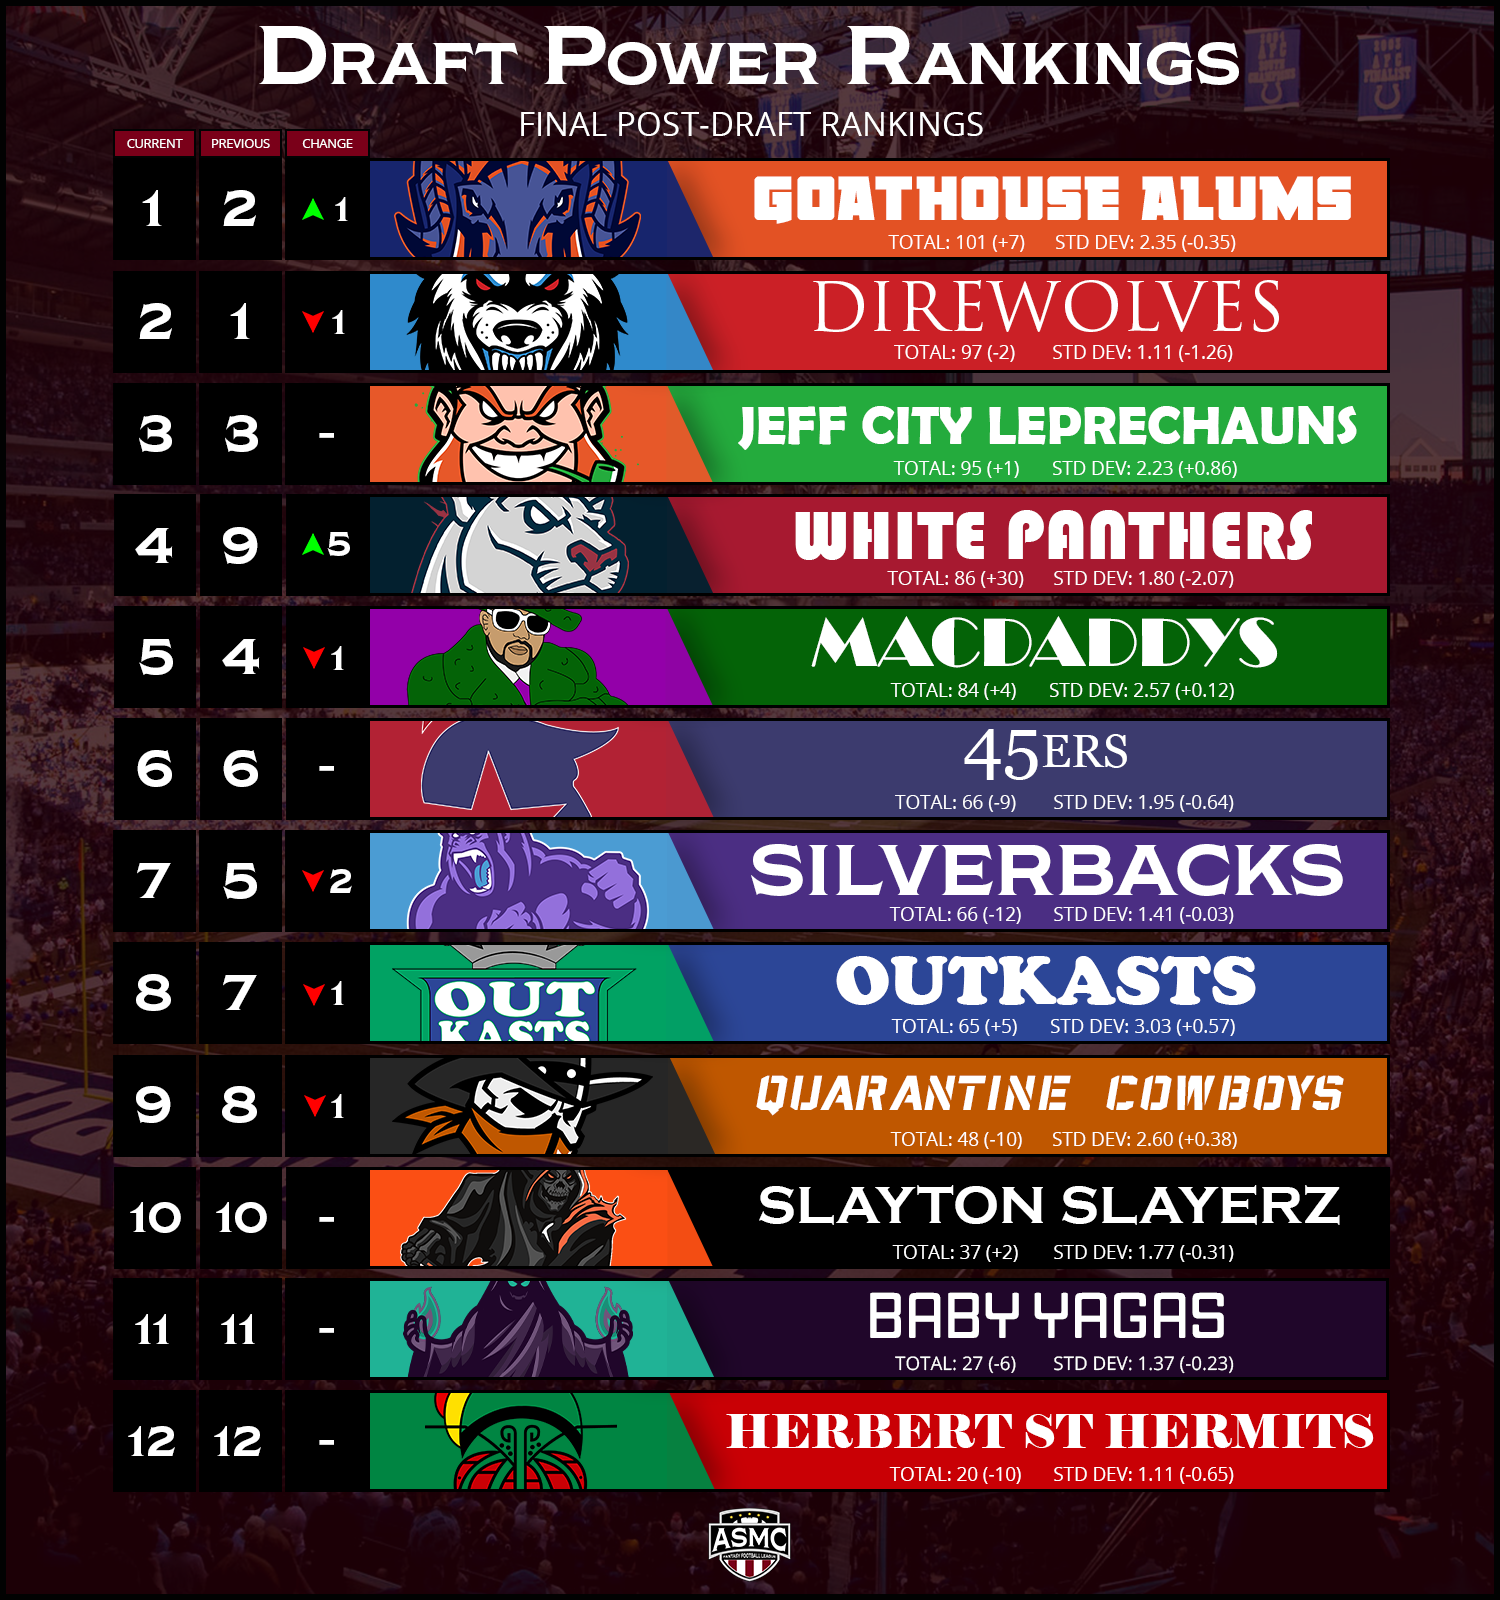 DRAFT POWER RANKINGS
FINAL POST-DRAFT RANKINGS
CURRENT PREVIOUS CHANGE
1 2 1 GOATHOUSE ALUMS
TOTAL: 101 (+7) STD DEV: 2.35 (-0.35)
2 1 1 DIREWOLVES
TOTAL: 97 (-2) STD DEV: 1.11 (-1.26)
3 3 - JEFF CITY LEPRECHAUNS
TOTAL: 95 (+1) STD DEV: 2.23 (+0.86)
4 9 5 WHITE PANTHERS
TOTAL: 86 (+30) STD DEV: 1.80 (-2.07)
5 4 1 MACDADDYS
TOTAL: 84 (+4) STD DEV: 2.57 (+0.12)
6 6 - 45ERS
TOTAL: 66 (-9) STD DEV: 1.95 (-0.64)
7 5 2 SILVERBACKS
TOTAL: 66 (-12) STD DEV: 1.41 (-0.03)
8 7 1 OUT KASTS OUTKASTS
TOTAL: 65 (+5) STD DEV: 3.03 (+0.57)
9 8 1 QUARANTINE COWBOYS
TOTAL: 48 (-10) STD DEV: 2.60 (+0.38)
10 10 - SLAYTON SLAYERZ
TOTAL: 37 (+2) STD DEV: 1.77 (-0.31)
11 11 - BABY YAGAS
TOTAL: 27 (-6) STD DEV: 1.37 (-0.23)
12 12 - HERBERT ST HERMITS
TOTAL: 20 (-10) STD DEV: 1.11 (-0.65)
ASMC
FANTASY FOOTBALL LEAGUE